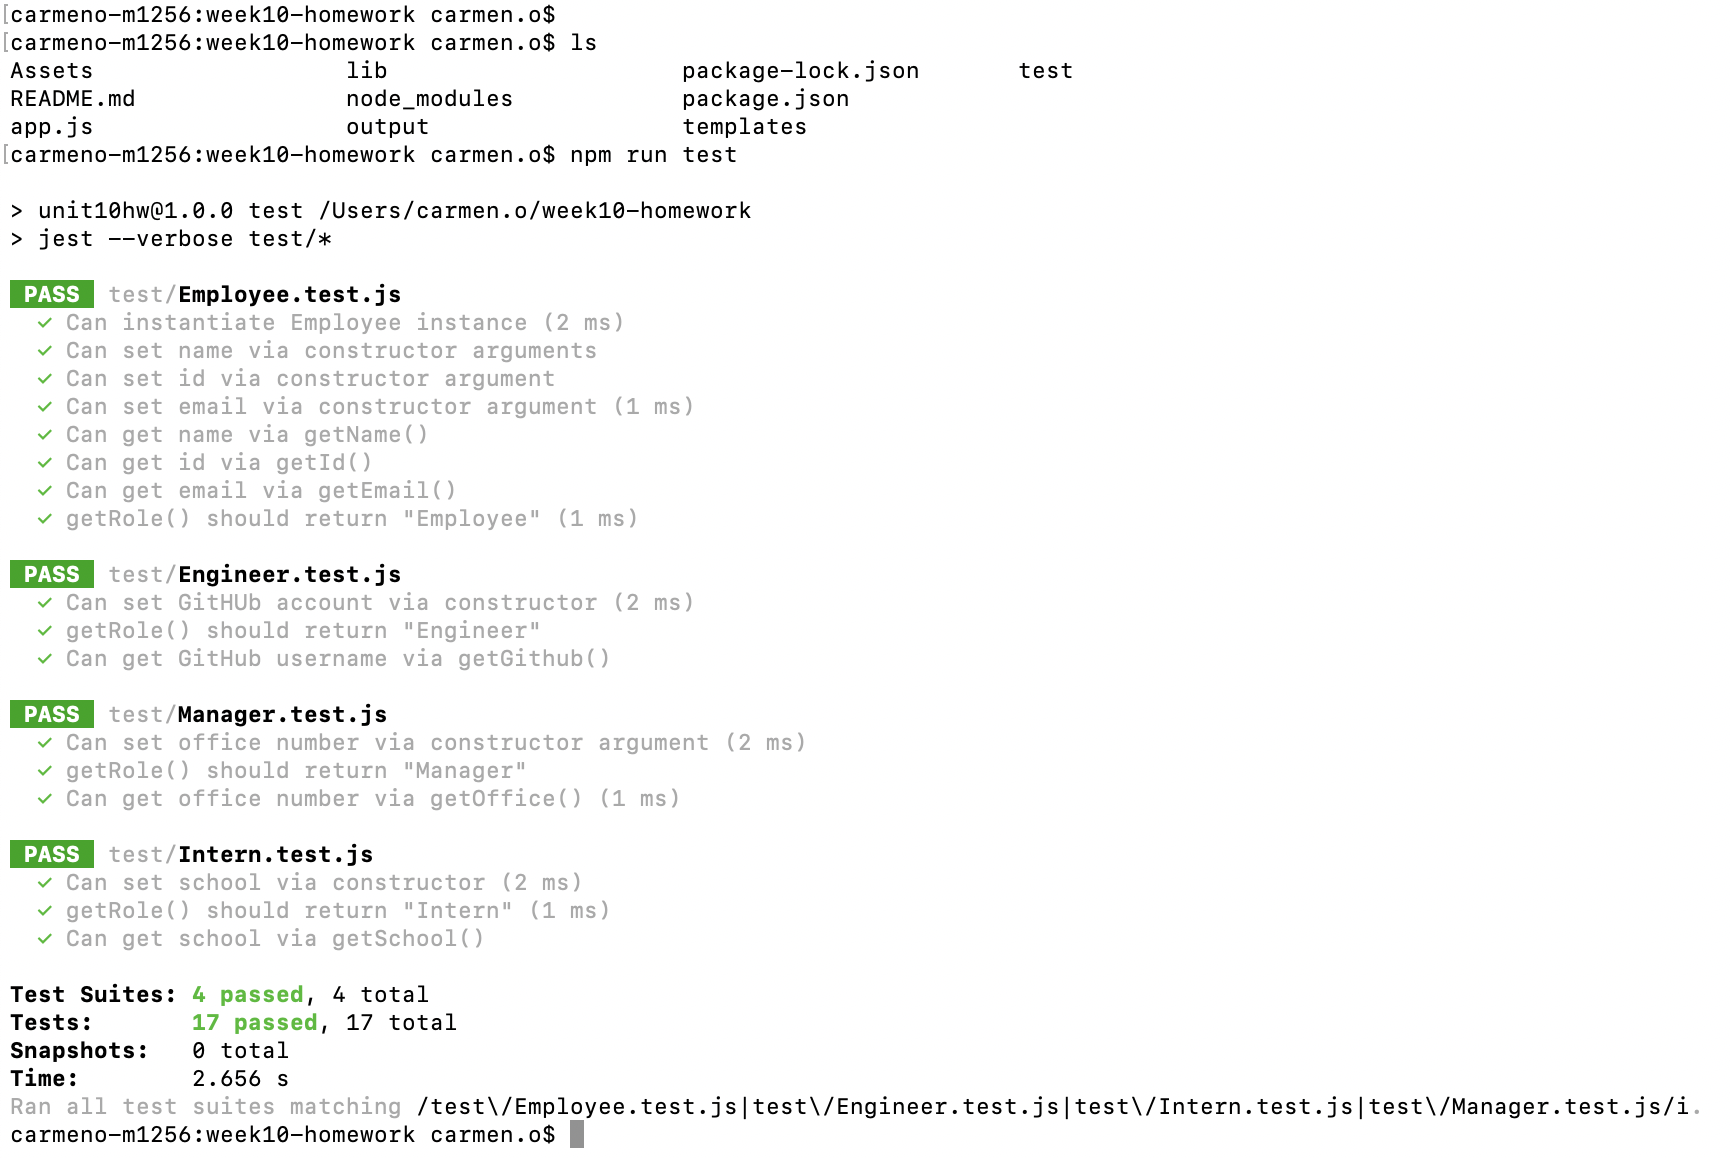 [carmeno-m1256:week10-homework carmen.o$
[carmeno-m1256:week10-homework carmen.o$ ls
Assets lib package-lock.json test
README.md node_modules package.json
app.js output templates
[carmeno-m1256:week10-homework carmen.o$ npm run test
> unit10hw@1.0.0 test /Users/carmen.o/week10-homework
> jest --verbose test/*
PASS test/Employee.test.js
✓ Can instantiate Employee instance (2 ms)
✓ Can set name via constructor arguments
✓ Can set id via constructor argument
✓ Can set email via constructor argument (1 ms)
✓ Can get name via getName()
✓ Can get id via getId()
✓ Can get email via getEmail()
✓ getRole() should return "Employee" (1 ms)
PASS test/Engineer.test.js
✓ Can set GitHUb account via constructor (2 ms)
✓ getRole() should return "Engineer"
✓ Can get GitHub username via getGithub()
PASS test/Manager.test.js
✓ Can set office number via constructor argument (2 ms)
✓ getRole() should return "Manager"
✓ Can get office number via getOffice() (1 ms)
PASS test/Intern.test.js
✓ Can set school via constructor (2 ms)
✓ getRole() should return "Intern" (1 ms)
✓ Can get school via getSchool()
Test Suites: 4 passed, 4 total
Tests: 17 passed, 17 total
Snapshots: 0 total
Time: 2.656 s
Ran all test suites matching /test\/Employee.test.js|test\/Engineer.test.js|test\/Intern.test.js|test\/Manager.test.js/i.
carmeno-m1256:week10-homework carmen.o$